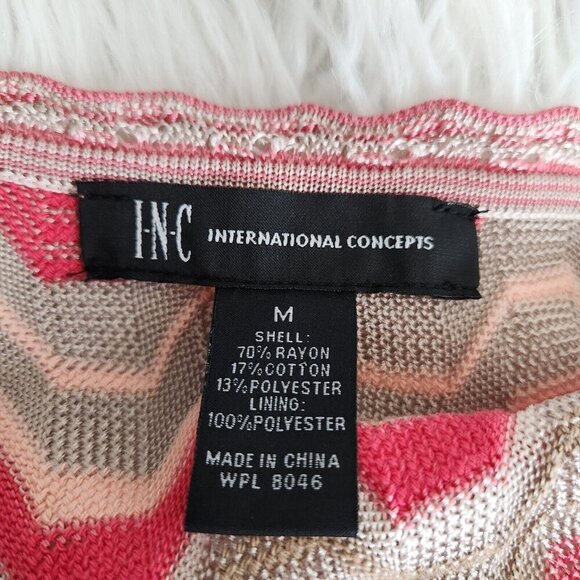 I·N·C INTERNATIONAL CONCEPTS
M
SHELL:
70% RAYON
17% COTTON
13% POLYESTER
LINING:
100% POLYESTER
MADE IN CHINA
WPL 8046